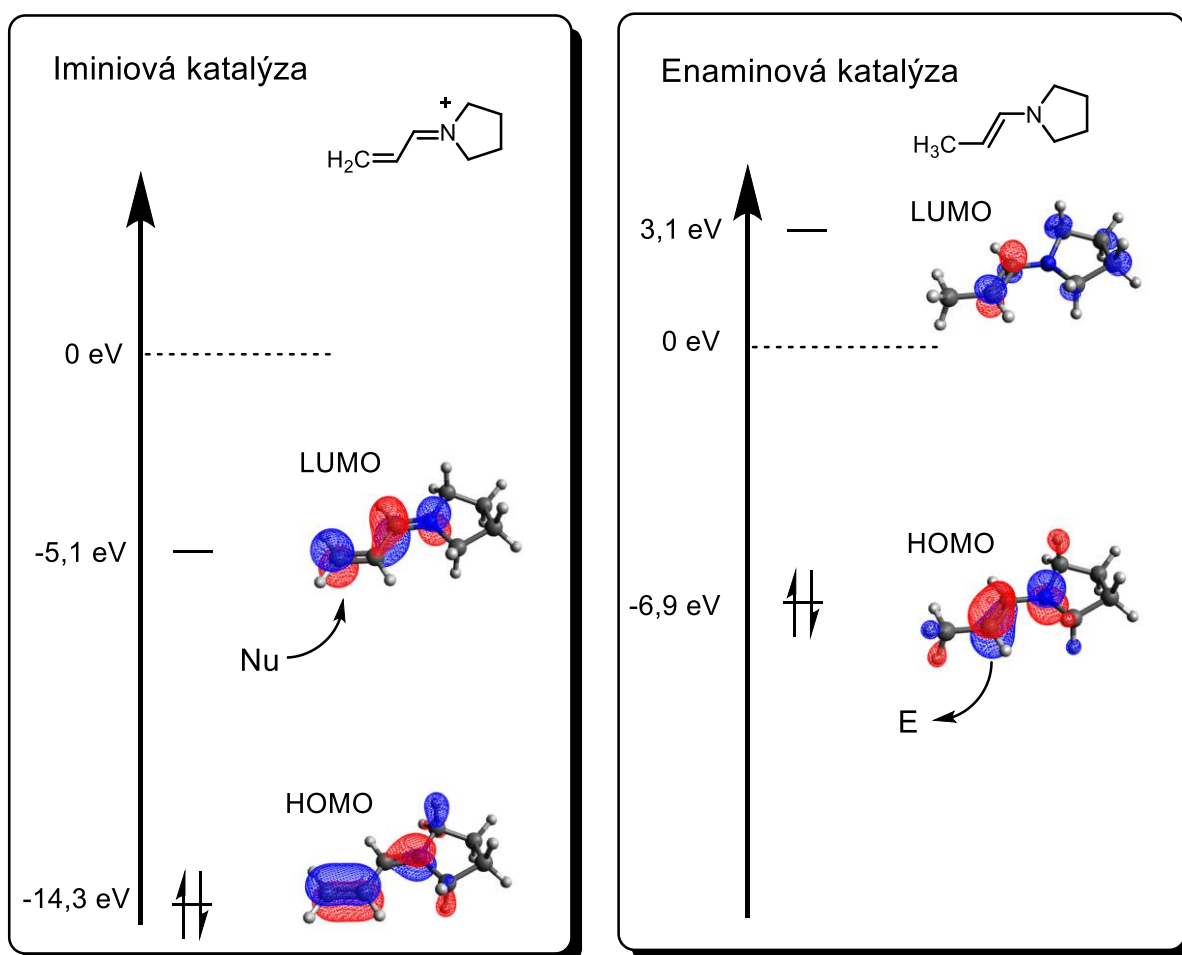 Iminiová katalýza
+
N
H2C
0 eV
LUMO
-5,1 eV
Nu
HOMO
-14,3 eV
Enaminová katalýza
N
H3C
LUMO
3,1 eV
0 eV
HOMO
-6,9 eV
E